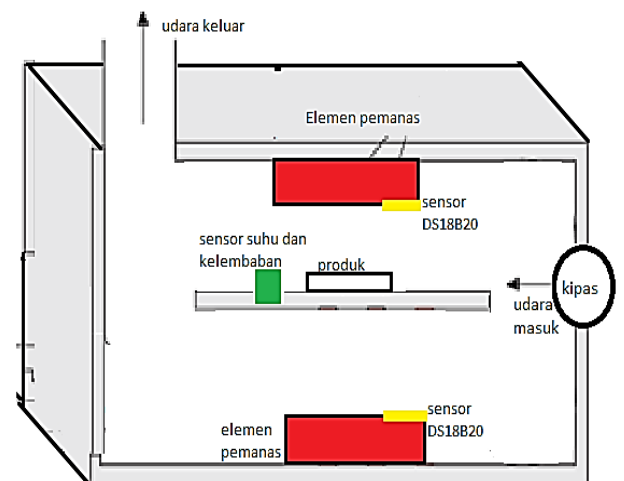 udara keluar
Elemen pemanas
sensor
DS18B20
sensor suhu dan
kelembaban
produk
kipas
udara
masuk
sensor
DS18B20
elemen
pemanas